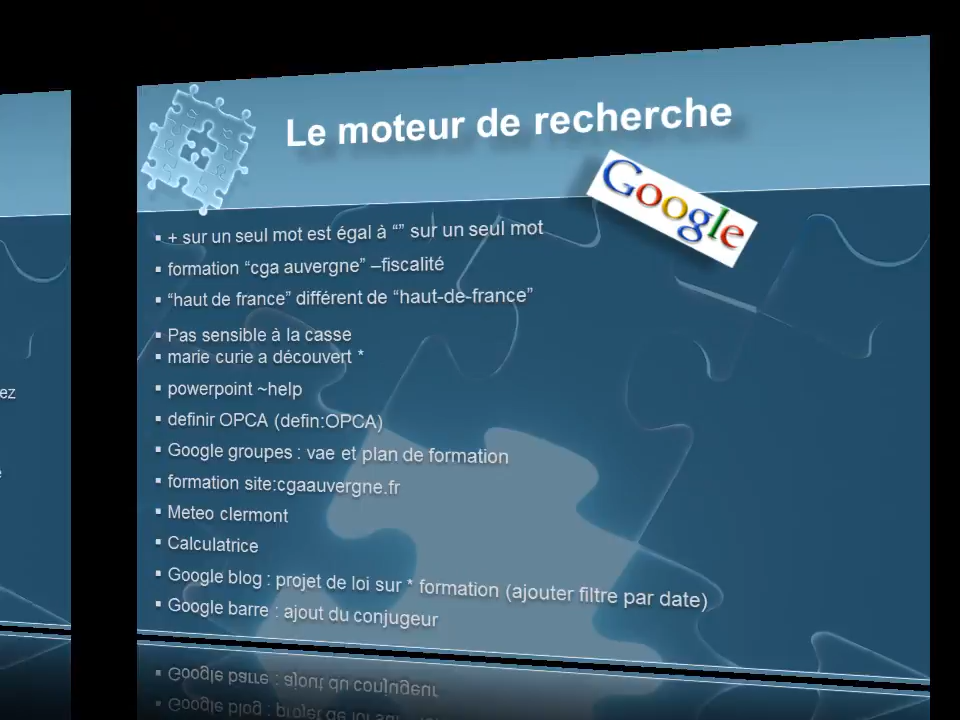 Le moteur de recherche
Google
▪ + sur un seul mot est égal à “” sur un seul mot
▪ formation “cga auvergne” –fiscalité
▪ “haut de france” différent de “haut-de-france”
▪ Pas sensible à la casse
▪ marie curie a découvert *
▪ powerpoint ~help
▪ definir OPCA (defin:OPCA)
▪ Google groupes : vae et plan de formation
▪ formation site:cgaauvergne.fr
▪ Meteo clermont
▪ Calculatrice
▪ Google blog : projet de loi sur * formation (ajouter filtre par date)
▪ Google barre : ajout du conjugeur